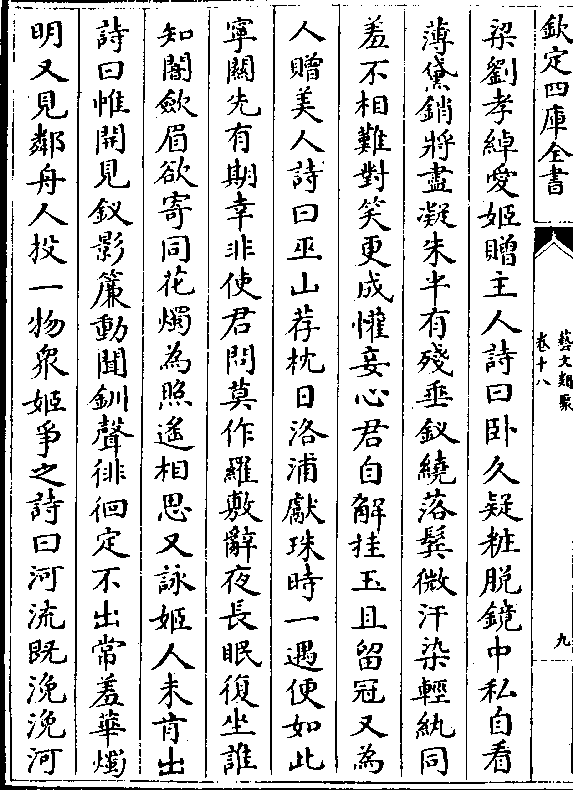 欽定四庫全書
藝文類聚
卷十八
九
梁劉孝綽愛姬贈主人詩曰卧久疑粧脱鏡中私自看
薄黛銷將盡凝朱半有殘垂釵繞落鬢微汗染輕紈同
羞不相難對笑更成懽妾心君自解挂玉且留冠又為
人贈美人詩曰巫山荐枕日洛浦獻珠時一遇便如此
寧關先有期幸非使君問莫作羅敷辭夜長眠復坐誰
知闇歛眉欲寄同花燭為照遙相思又詠姬人未肯出
詩曰惟開見釵影簾動聞釧聲徘徊定不出常羞華燭
明又見鄰舟人投一物衆姬爭之詩曰河流既浼浼河